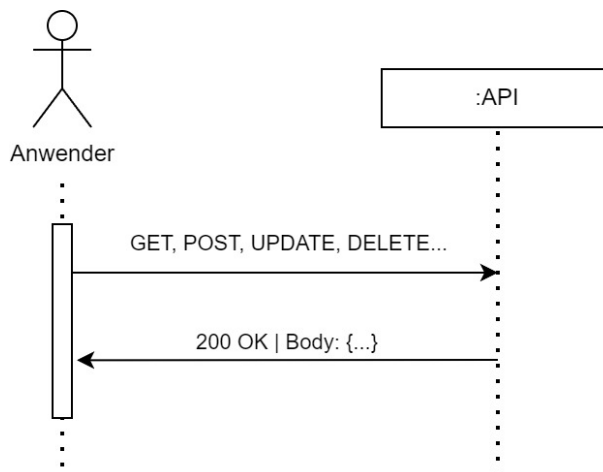 :API
Anwender
GET, POST, UPDATE, DELETE...
200 OK | Body: {...}